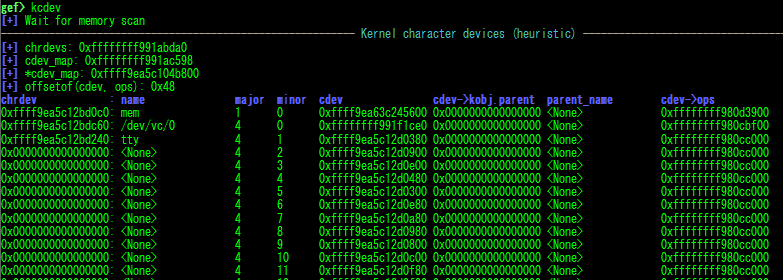 gef> kcdev
[+] Wait for memory scan
Kernel character devices (heuristic)
[+] chrdevs: 0xffffffff991abda0
[+] cdev_map: 0xffffffff991ac598
[+] *cdev_map: 0xffff9ea5c104b800
[+] offsetof(cdev, ops): 0x48
chrdev : name major minor cdev cdev->kobj.parent parent_name cdev->ops
0xffff9ea5c12bd0c0: mem 1 0 0xffff9ea63c245600 0x0000000000000000 <None> 0xffffffff980d3900
0xffff9ea5c12bdc60: /dev/vc/0 4 0 0xffffffff991f1ce0 0x0000000000000000 <None> 0xffffffff980cbf00
0xffff9ea5c12bd240: tty 4 1 0xffff9ea5c12d0380 0x0000000000000000 <None> 0xffffffff980cc000
0x0000000000000000: <None> 4 2 0xffff9ea5c12d0900 0x0000000000000000 <None> 0xffffffff980cc000
0x0000000000000000: <None> 4 3 0xffff9ea5c12d0e00 0x0000000000000000 <None> 0xffffffff980cc000
0x0000000000000000: <None> 4 4 0xffff9ea5c12d0480 0x0000000000000000 <None> 0xffffffff980cc000
0x0000000000000000: <None> 4 5 0xffff9ea5c12d0300 0x0000000000000000 <None> 0xffffffff980cc000
0x0000000000000000: <None> 4 6 0xffff9ea5c12d0e80 0x0000000000000000 <None> 0xffffffff980cc000
0x0000000000000000: <None> 4 7 0xffff9ea5c12d0a80 0x0000000000000000 <None> 0xffffffff980cc000
0x0000000000000000: <None> 4 8 0xffff9ea5c12d0980 0x0000000000000000 <None> 0xffffffff980cc000
0x0000000000000000: <None> 4 9 0xffff9ea5c12d0800 0x0000000000000000 <None> 0xffffffff980cc000
0x0000000000000000: <None> 4 10 0xffff9ea5c12d0c00 0x0000000000000000 <None> 0xffffffff980cc000
0x0000000000000000: <None> 4 11 0xffff9ea5c12d0f80 0x0000000000000000 <None> 0xffffffff980cc000